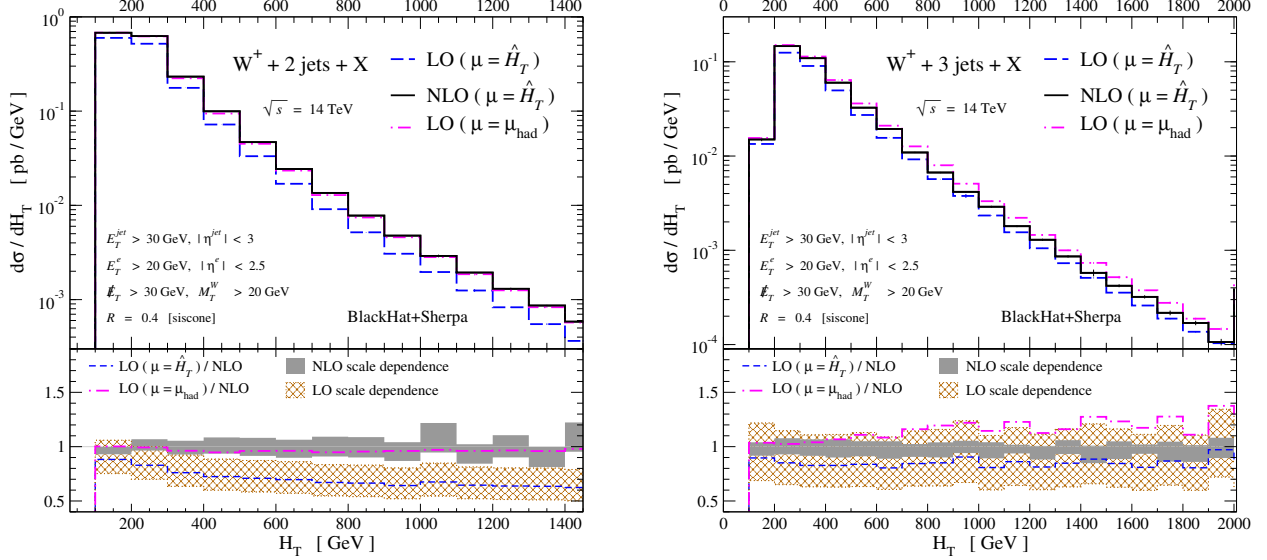 200 400 600 800 1000 1200 1400
10^0
10^-1
10^-2
10^-3
dσ / dH_T [ pb / GeV ]
W^+ + 2 jets + X
√s = 14 TeV
LO ( μ = Ĥ_T )
NLO ( μ = Ĥ_T )
LO ( μ = μ_had )
E_T^jet > 30 GeV, | η^jet | < 3
E_T^e > 20 GeV, | η^e | < 2.5
E̸_T > 30 GeV, M_T^W > 20 GeV
R = 0.4 [siscone]
BlackHat+Sherpa
LO ( μ = Ĥ_T ) / NLO
LO ( μ = μ_had ) / NLO
NLO scale dependence
LO scale dependence
1.5
1
0.5
200 400 600 800 1000 1200 1400
H_T [ GeV ]
0 200 400 600 800 1000 1200 1400 1600 1800 2000
10^-1
10^-2
10^-3
10^-4
dσ / dH_T [ pb / GeV ]
W^+ + 3 jets + X
√s = 14 TeV
LO ( μ = Ĥ_T )
NLO ( μ = Ĥ_T )
LO ( μ = μ_had )
E_T^jet > 30 GeV, | η^jet | < 3
E_T^e > 20 GeV, | η^e | < 2.5
E̸_T > 30 GeV, M_T^W > 20 GeV
R = 0.4 [siscone]
BlackHat+Sherpa
LO ( μ = Ĥ_T ) / NLO
LO ( μ = μ_had ) / NLO
NLO scale dependence
LO scale dependence
1.5
1
0.5
0 200 400 600 800 1000 1200 1400 1600 1800 2000
H_T [ GeV ]